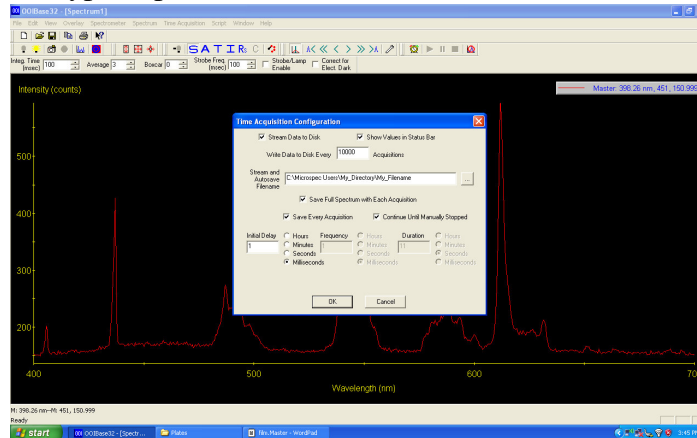 OOIBase32 - [Spectrum1]
File Edit View Overlay Spectrometer Spectrum Time Acquisition Script Window Help
S A T I R C
Integ. Time (msec) 100 Average 3 Boxcar 0 Strobe Freq. (msec) 100 Strobe/Lamp Enable Correct for Elect. Dark
Intensity (counts)
Master: 398.26 nm, 451, 150.999
500
400
300
200
400 500 600 70
Wavelength (nm)
Time Acquisition Configuration
Stream Data to Disk Show Values in Status Bar
Write Data to Disk Every 10000 Acquisitions
Stream and Autosave Filename C:\Microspec Users\My_Directory\My_Filename ...
Save Full Spectrum with Each Acquisition
Save Every Acquisition Continue Until Manually Stopped
Initial Delay Hours Frequency Hours Duration Hours
1 Minutes Minutes 11 Minutes
Seconds Seconds Seconds
Milliseconds Milliseconds Milliseconds
OK Cancel
M: 398.26 nm--M: 451, 150.999
Ready
start OOIBase32 - [Spectr... Plates film.Master - WordPad 3:45 PM